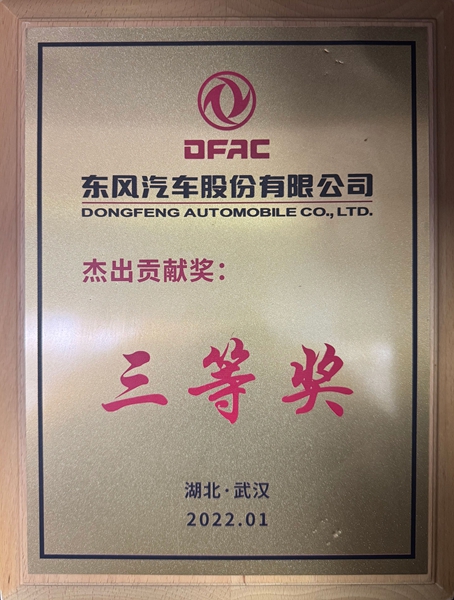 DFAC
东风汽车股份有限公司
DONGFENG AUTOMOBILE CO., LTD.
杰出贡献奖：
三等奖
湖北·武汉
2022.01